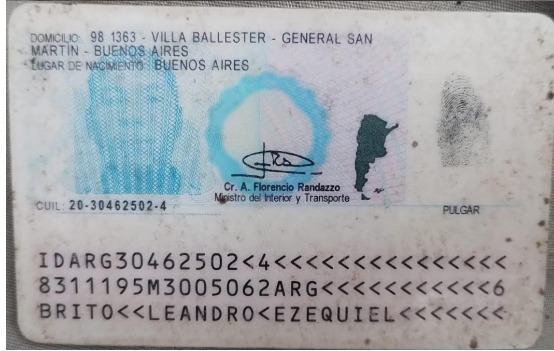 DOMICILIO: 98 1363 - VILLA BALLESTER - GENERAL SAN
MARTIN - BUENOS AIRES
LUGAR DE NACIMIENTO: BUENOS AIRES
Cr. A. Florencio Randazzo
Ministro del Interior y Transporte
CUIL: 20-30462502-4
PULGAR
IDARG30462502<4<<<<<<<<<<<<<<<
8311195M3005062ARG<<<<<<<<<<<6
BRITO<<LEANDRO<EZEQUIEL<<<<<<<